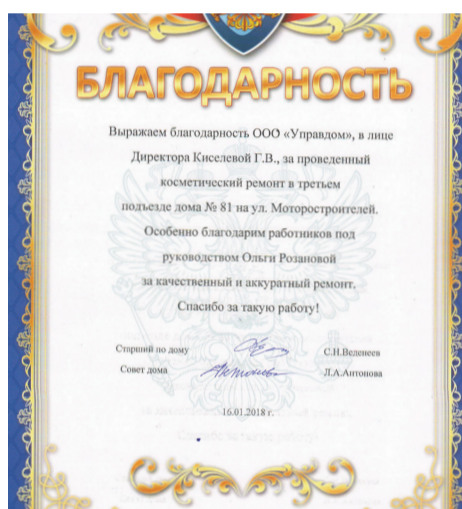 БЛАГОДАРНОСТЬ
Выражаем благодарность ООО «Управдом», в лице
Директора Киселевой Г.В., за проведенный
косметический ремонт в третьем
подъезде дома № 81 на ул. Моторостроителей.
Особенно благодарим работников под
руководством Ольги Розановой
за качественный и аккуратный ремонт.
Спасибо за такую работу!
Старший по дому С.Н.Веденеев
Совет дома Антонова Л.А.Антонова
16.01.2018 г.